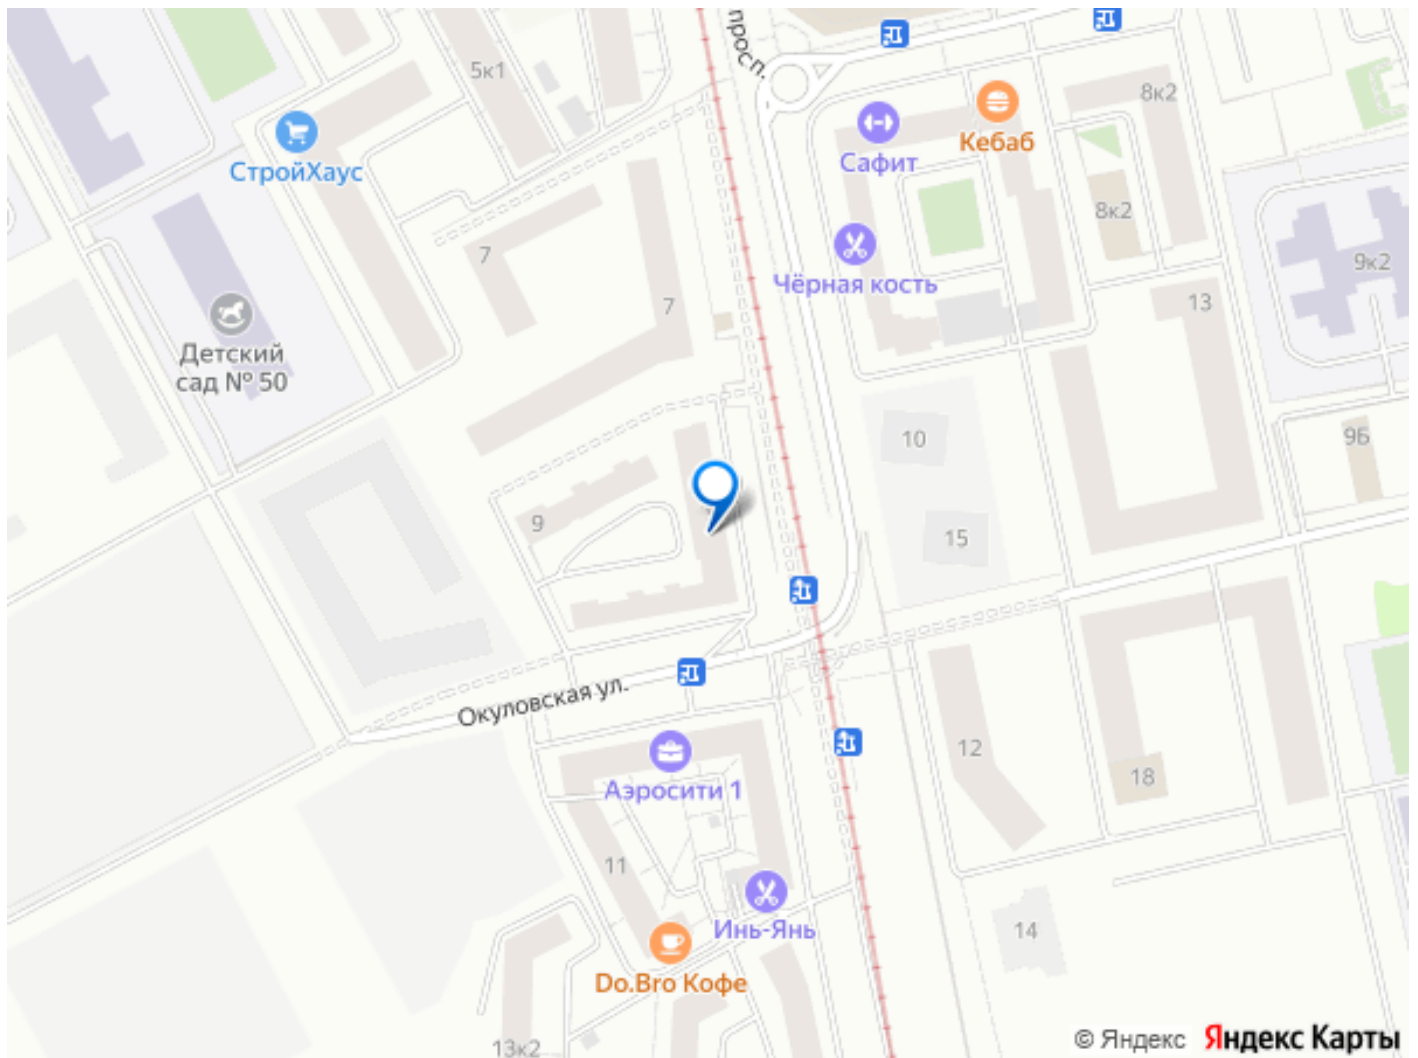 просп.
5к1
8к2
СтройХаус
Сафит
Кебаб
8к2
7
Чёрная кость
9к2
7
13
Детский
сад № 50
10
9Б
9
15
Окуловская ул.
12
Аэросити 1
18
11
Инь-Янь
14
Do.Bro Кофе
13к2
© Яндекс Яндекс Карты